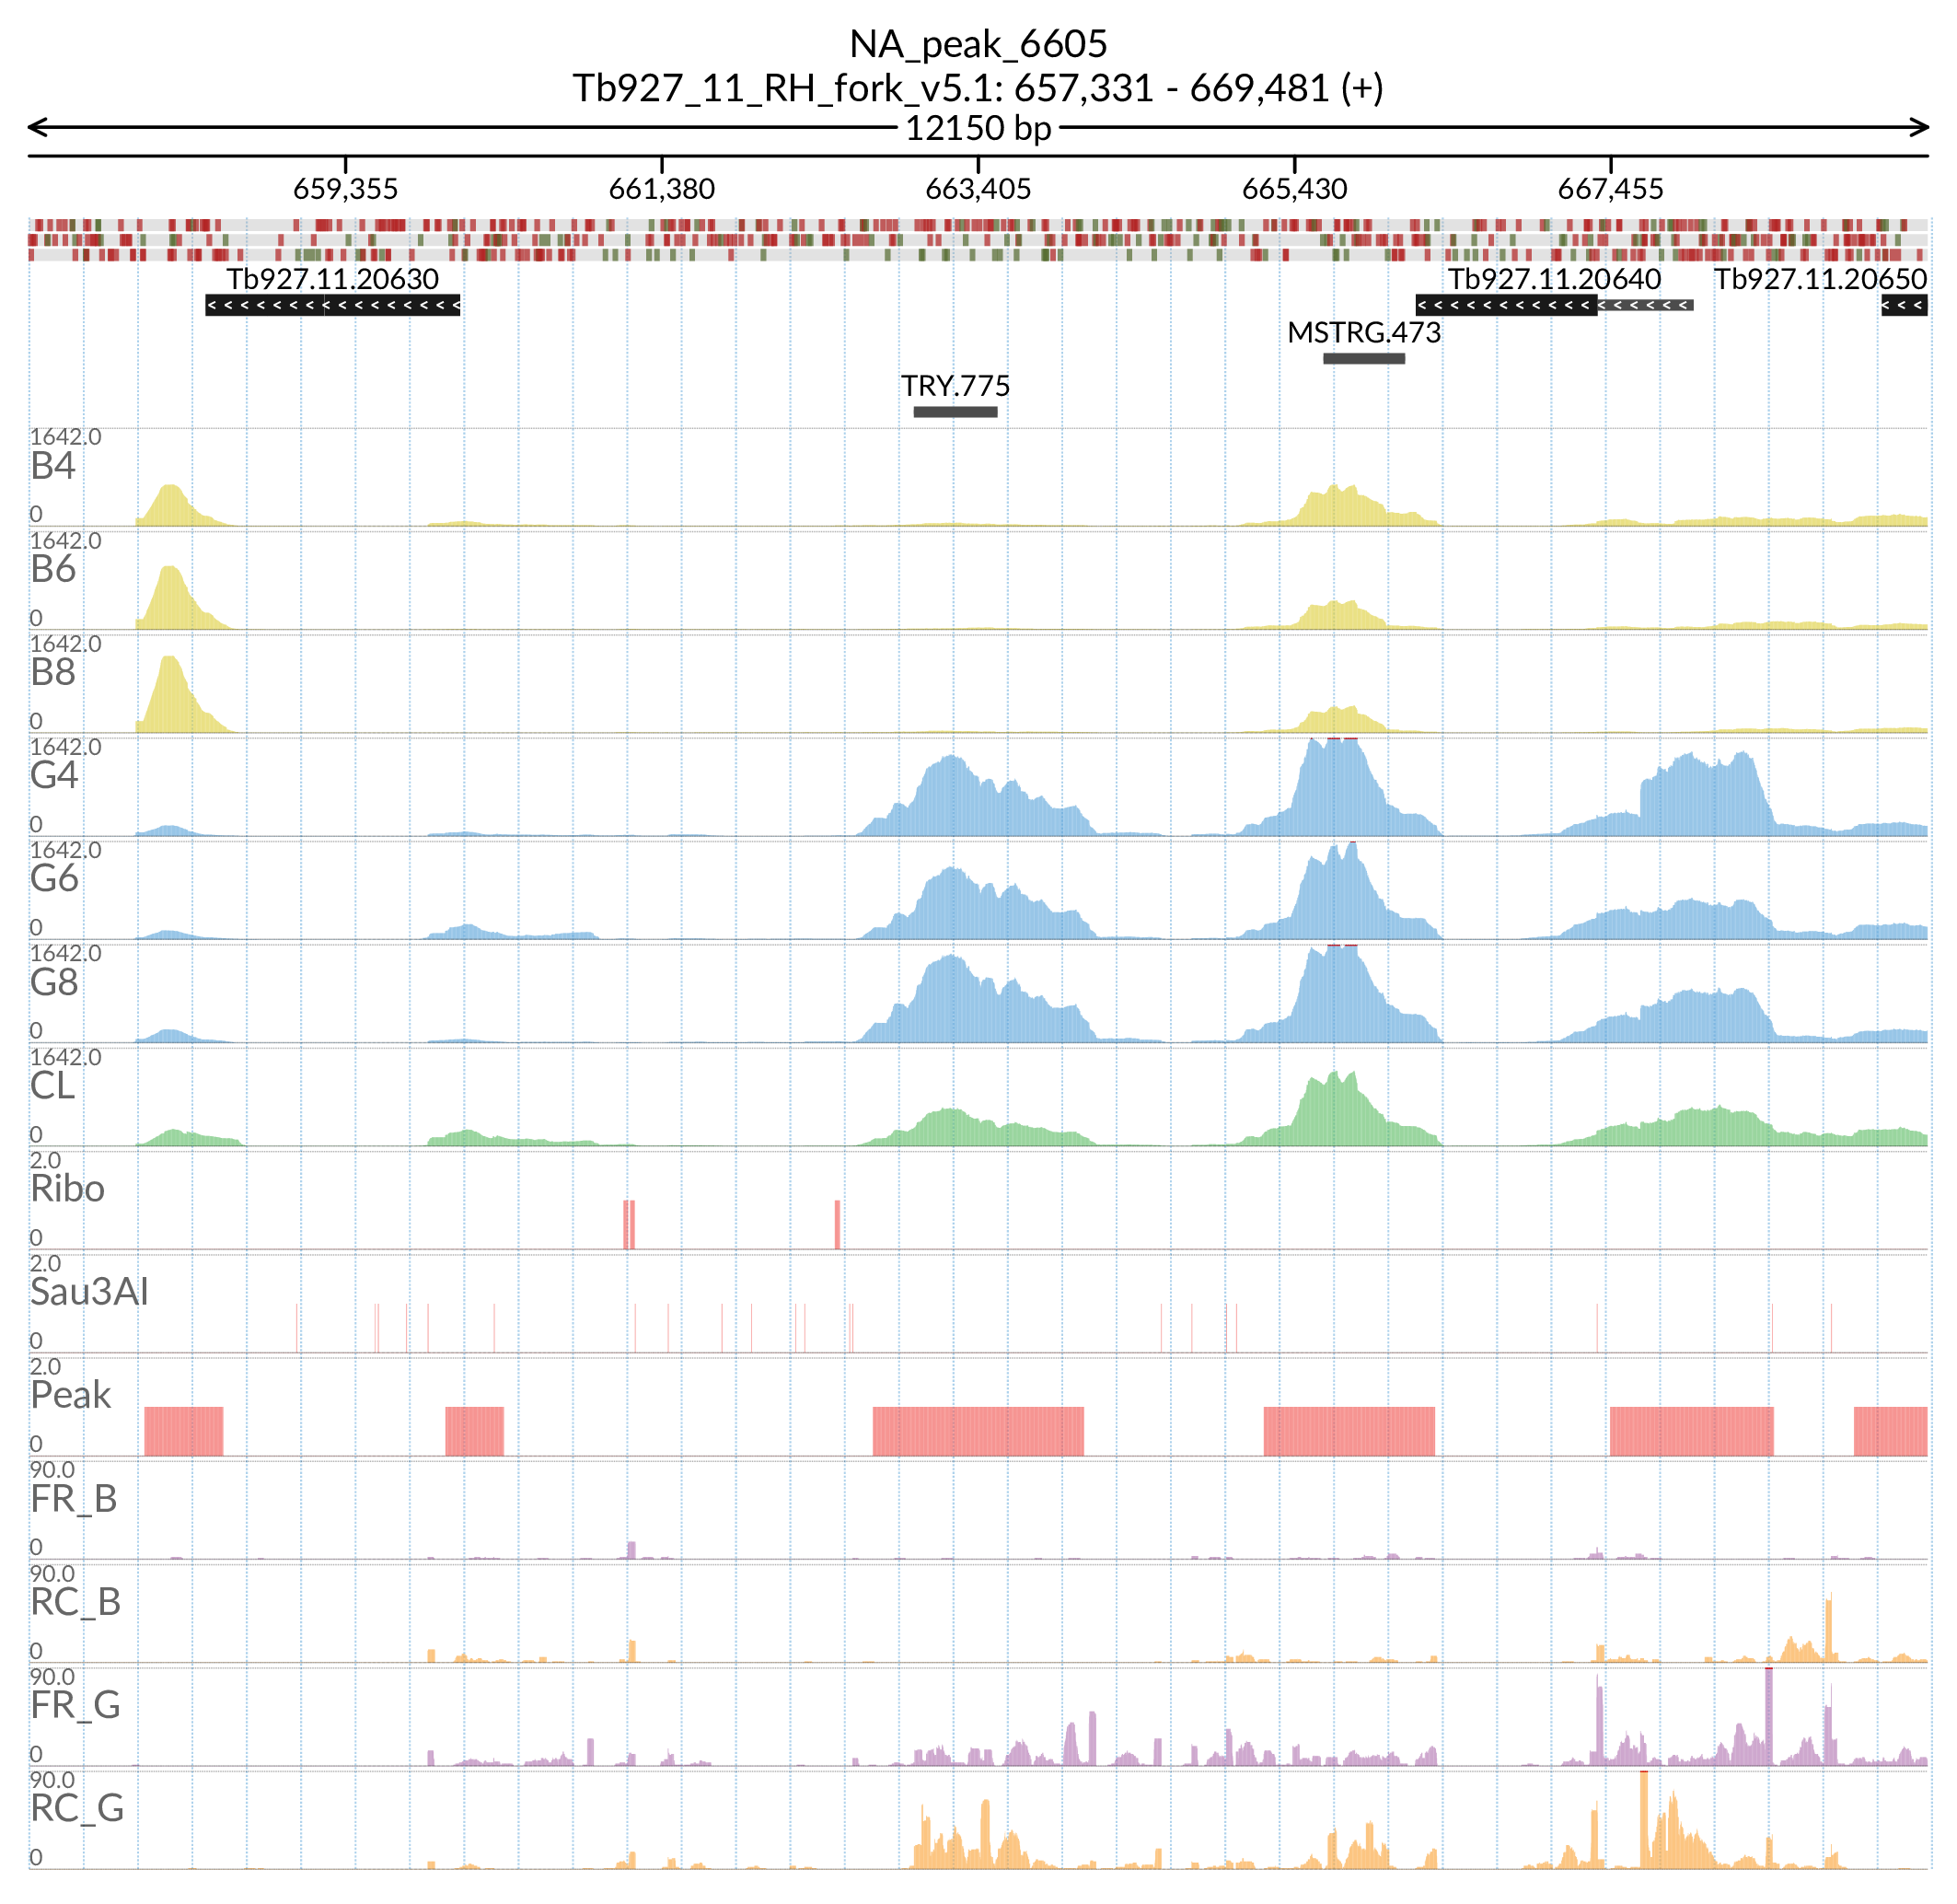 NA_peak_6605
Tb927_11_RH_fork_v5.1: 657,331 - 669,481 (+)
12150 bp
659,355 661,380 663,405 665,430 667,455
Tb927.11.20630 Tb927.11.20640 Tb927.11.20650
MSTRG.473
TRY.775
1642.0
B4
0
1642.0
B6
0
1642.0
B8
0
1642.0
G4
0
1642.0
G6
0
1642.0
G8
0
1642.0
CL
0
2.0
Ribo
0
2.0
Sau3AI
0
2.0
Peak
0
90.0
FR_B
0
90.0
RC_B
0
90.0
FR_G
0
90.0
RC_G
0